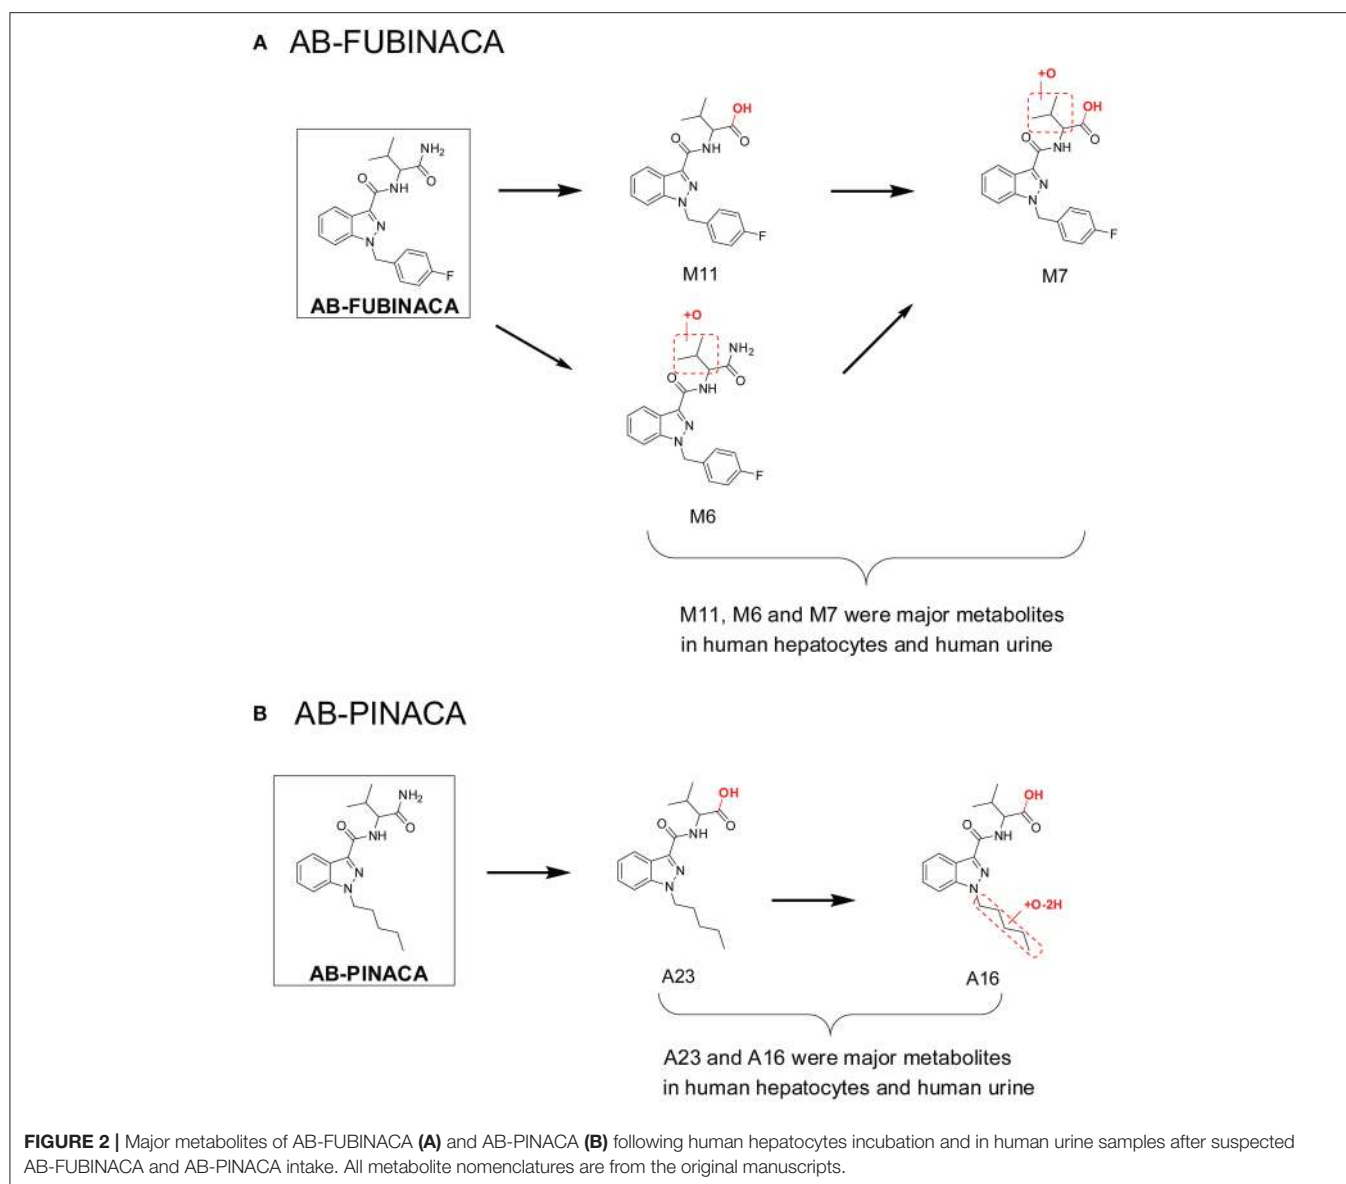 A AB-FUBINACA
+O
OH
O
O
NH
N
N
F
M11
+O
OH
O
O
NH
N
N
F
M7
NH2
O
O
NH
N
N
F
AB-FUBINACA
+O
NH2
O
O
NH
N
N
F
M6
M11, M6 and M7 were major metabolites
in human hepatocytes and human urine
B AB-PINACA
NH2
O
O
NH
N
N
AB-PINACA
OH
O
O
NH
N
N
A23
OH
O
O
NH
N
N
+O-2H
A16
A23 and A16 were major metabolites
in human hepatocytes and human urine
FIGURE 2 | Major metabolites of AB-FUBINACA (A) and AB-PINACA (B) following human hepatocytes incubation and in human urine samples after suspected
AB-FUBINACA and AB-PINACA intake. All metabolite nomenclatures are from the original manuscripts.